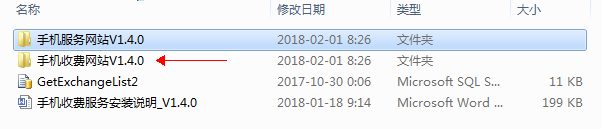 名称 修改日期 类型 大小
手机服务网站V1.4.0 2018-02-01 8:26 文件夹
手机收费网站V1.4.0 2018-02-01 8:26 文件夹
GetExchangeList2 2017-10-30 0:06 Microsoft SQL S... 11 KB
手机收费服务安装说明_V1.4.0 2018-01-18 9:14 Microsoft Word ... 199 KB